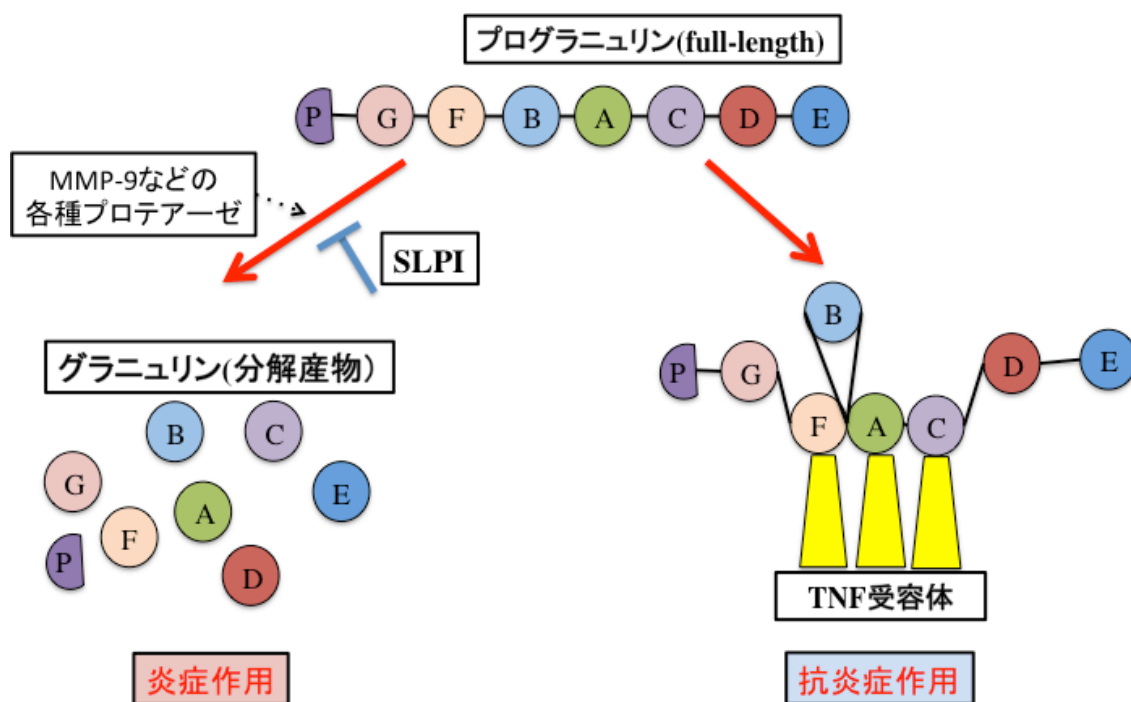 プログラニュリン(full-length)
P G F B A C D E
MMP-9などの
各種プロテアーゼ
SLPI
グラニュリン(分解産物）
B C
G E
A
F
P D
炎症作用
B
P G D E
F A C
TNF受容体
抗炎症作用